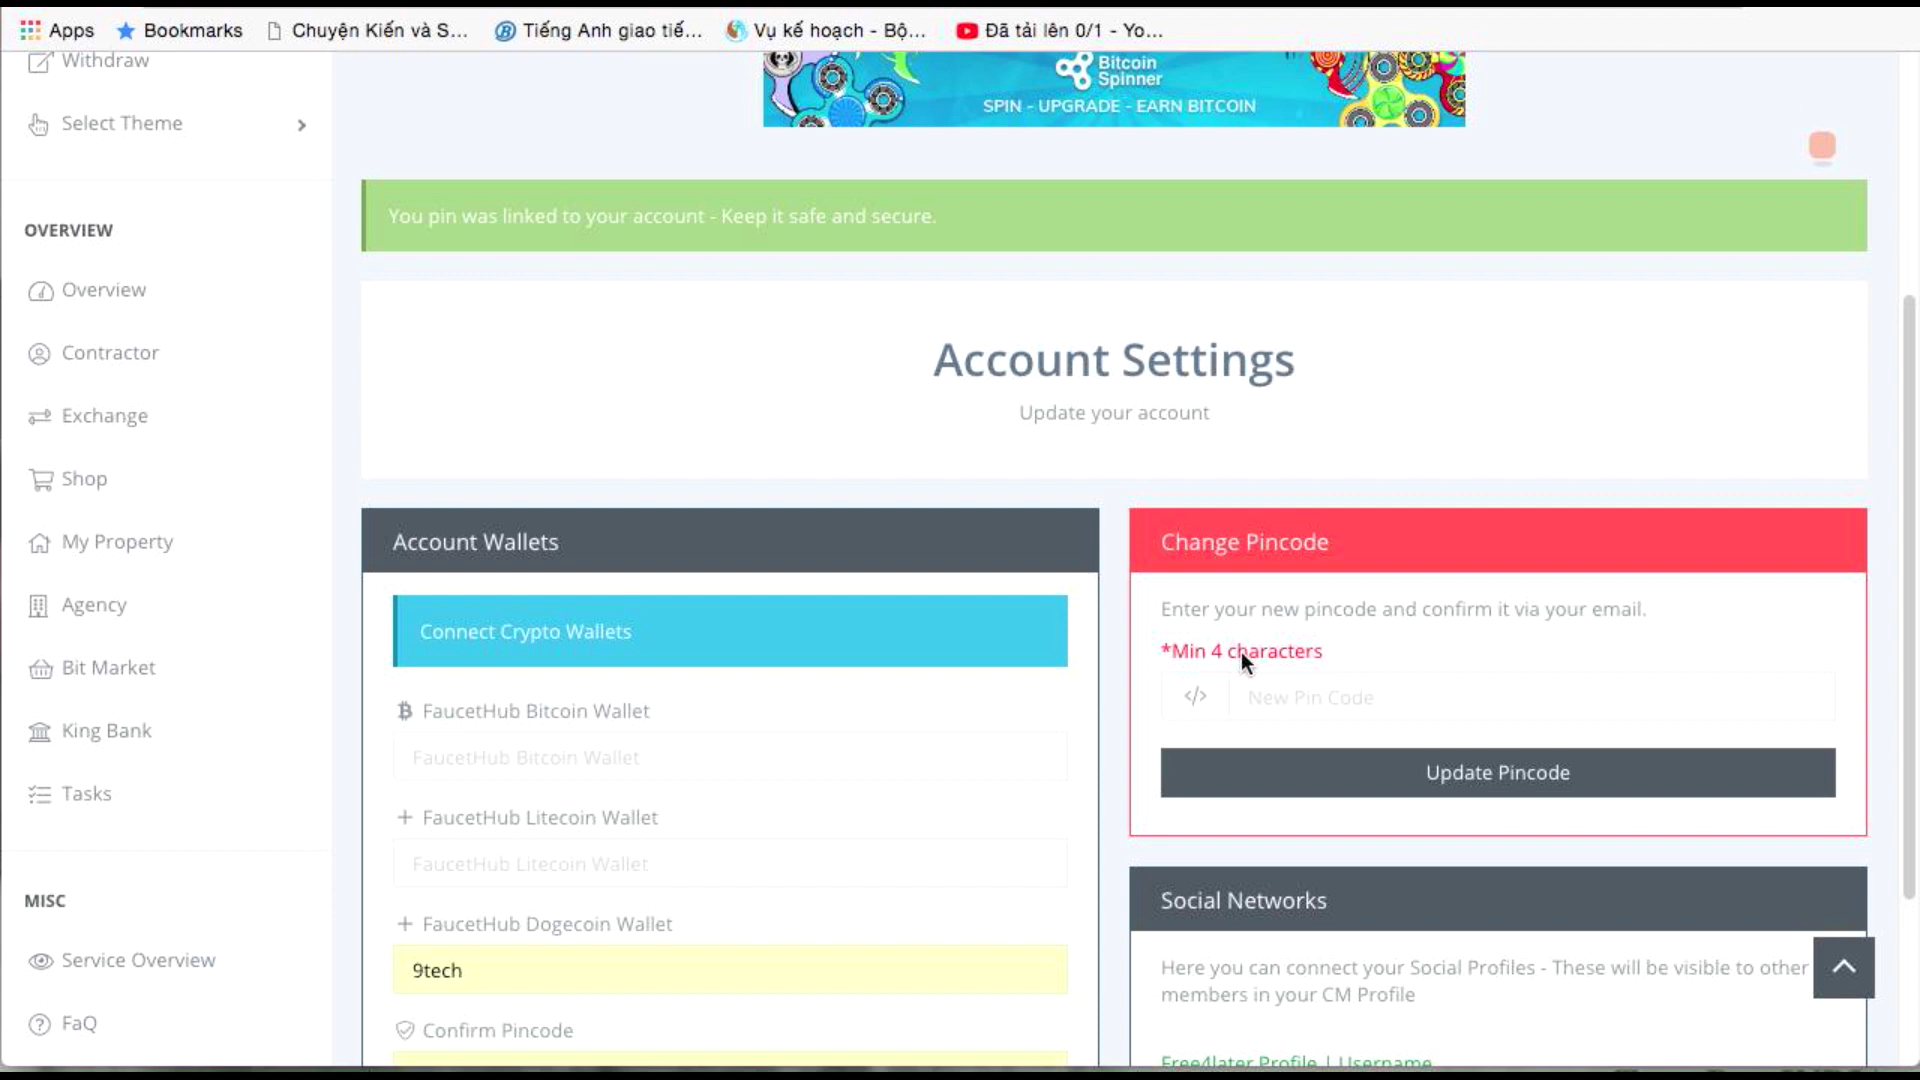 Apps
Bookmarks
Chuyện Kiến và S...
Tiếng Anh giao tiế...
Vụ kế hoạch - Bộ...
Đã tải lên 0/1 - Yo...
Withdraw
Select Theme
OVERVIEW
Overview
Contractor
Exchange
Shop
My Property
Agency
Bit Market
King Bank
Tasks
MISC
Service Overview
FaQ
Bitcoin
Spinner
SPIN - UPGRADE - EARN BITCOIN
You pin was linked to your account - Keep it safe and secure.
Account Settings
Update your account
Account Wallets
Connect Crypto Wallets
FaucetHub Bitcoin Wallet
FaucetHub Bitcoin Wallet
FaucetHub Litecoin Wallet
FaucetHub Litecoin Wallet
FaucetHub Dogecoin Wallet
9tech
Confirm Pincode
Change Pincode
Enter your new pincode and confirm it via your email.
*Min 4 characters
</> New Pin Code
Update Pincode
Social Networks
Here you can connect your Social Profiles - These will be visible to other
members in your CM Profile
Free4later Profile | Username